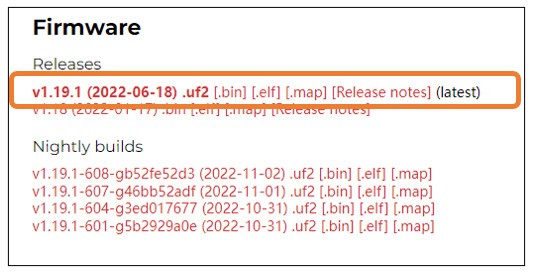 Firmware
Releases
v1.19.1 (2022-06-18) .uf2 [.bin] [.elf] [.map] [Release notes] (latest)
v1.18 (2022-01-17) .bin [.elf] [.map] [Release notes]
Nightly builds
v1.19.1-608-gb52fe52d3 (2022-11-02) .uf2 [.bin] [.elf] [.map]
v1.19.1-607-g46bb52adf (2022-11-01) .uf2 [.bin] [.elf] [.map]
v1.19.1-604-g3ed017677 (2022-10-31) .uf2 [.bin] [.elf] [.map]
v1.19.1-601-g5b2929a0e (2022-10-31) .uf2 [.bin] [.elf] [.map]